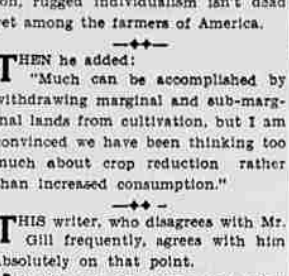 rugged individualism isn't dead
yet among the farmers of America.
THEN he added:
"Much can be accomplished by
withdrawing marginal and sub-marg-
nal lands from cultivation, but I am
convinced we have been thinking too
much about crop reduction rather
than increased consumption."
THIS writer, who disagrees with Mr.
Gill frequently, agrees with him
absolutely on that point.